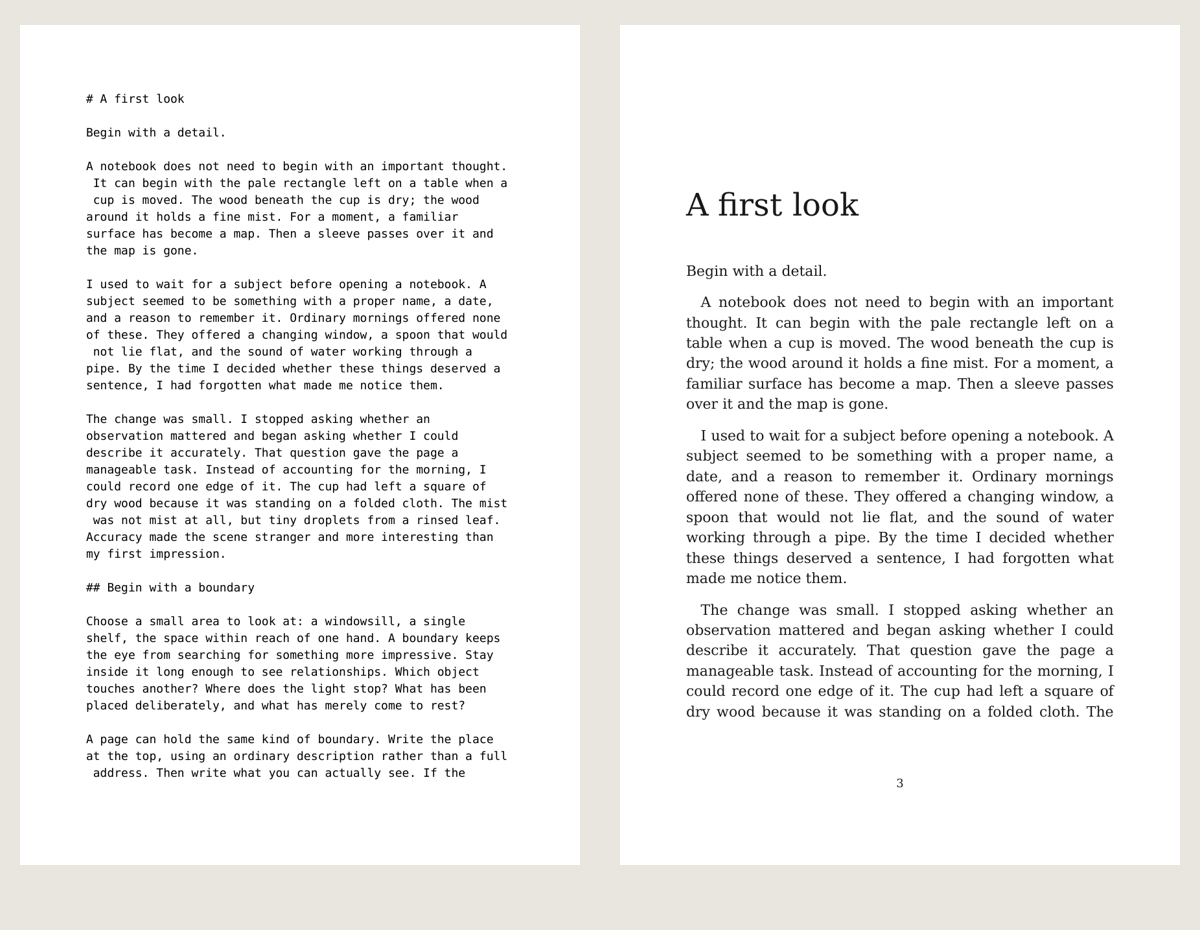 # A first look
Begin with a detail.
A notebook does not need to begin with an important thought.
It can begin with the pale rectangle left on a table when a
cup is moved. The wood beneath the cup is dry; the wood
around it holds a fine mist. For a moment, a familiar
surface has become a map. Then a sleeve passes over it and
the map is gone.
I used to wait for a subject before opening a notebook. A
subject seemed to be something with a proper name, a date,
and a reason to remember it. Ordinary mornings offered none
of these. They offered a changing window, a spoon that would
not lie flat, and the sound of water working through a
pipe. By the time I decided whether these things deserved a
sentence, I had forgotten what made me notice them.
The change was small. I stopped asking whether an
observation mattered and began asking whether I could
describe it accurately. That question gave the page a
manageable task. Instead of accounting for the morning, I
could record one edge of it. The cup had left a square of
dry wood because it was standing on a folded cloth. The mist
was not mist at all, but tiny droplets from a rinsed leaf.
Accuracy made the scene stranger and more interesting than
my first impression.
## Begin with a boundary
Choose a small area to look at: a windowsill, a single
shelf, the space within reach of one hand. A boundary keeps
the eye from searching for something more impressive. Stay
inside it long enough to see relationships. Which object
touches another? Where does the light stop? What has been
placed deliberately, and what has merely come to rest?
A page can hold the same kind of boundary. Write the place
at the top, using an ordinary description rather than a full
address. Then write what you can actually see. If the
A first look
Begin with a detail.
A notebook does not need to begin with an important
thought. It can begin with the pale rectangle left on a
table when a cup is moved. The wood beneath the cup is
dry; the wood around it holds a fine mist. For a moment, a
familiar surface has become a map. Then a sleeve passes
over it and the map is gone.
I used to wait for a subject before opening a notebook. A
subject seemed to be something with a proper name, a
date, and a reason to remember it. Ordinary mornings
offered none of these. They offered a changing window, a
spoon that would not lie flat, and the sound of water
working through a pipe. By the time I decided whether
these things deserved a sentence, I had forgotten what
made me notice them.
The change was small. I stopped asking whether an
observation mattered and began asking whether I could
describe it accurately. That question gave the page a
manageable task. Instead of accounting for the morning, I
could record one edge of it. The cup had left a square of
dry wood because it was standing on a folded cloth. The
3